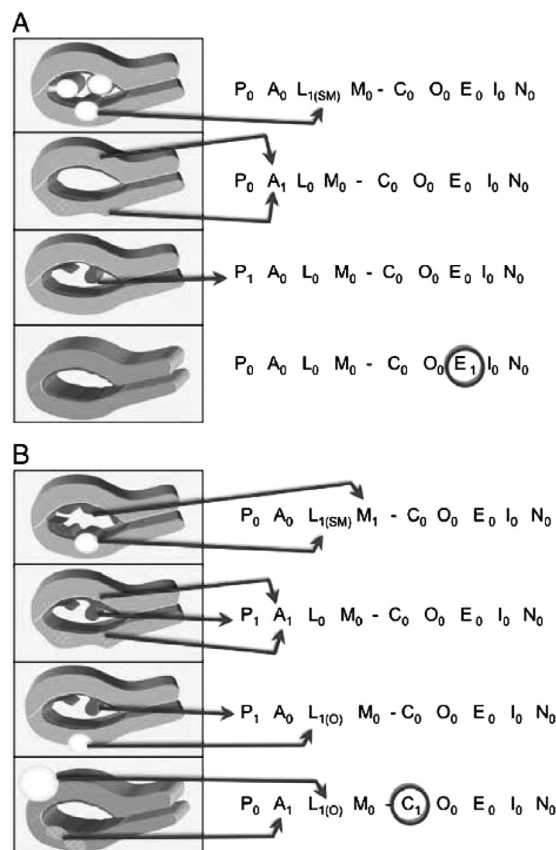 A
P₀ A₀ L₁(SM) M₀ - C₀ O₀ E₀ I₀ N₀
P₀ A₁ L₀ M₀ - C₀ O₀ E₀ I₀ N₀
P₁ A₀ L₀ M₀ - C₀ O₀ E₀ I₀ N₀
P₀ A₀ L₀ M₀ - C₀ O₀ E₁ I₀ N₀
B
P₀ A₀ L₁(SM) M₁ - C₀ O₀ E₀ I₀ N₀
P₁ A₁ L₀ M₀ - C₀ O₀ E₀ I₀ N₀
P₁ A₀ L₁(O) M₀ - C₀ O₀ E₀ I₀ N₀
P₀ A₁ L₁(O) M₀ - C₁ O₀ E₀ I₀ N₀